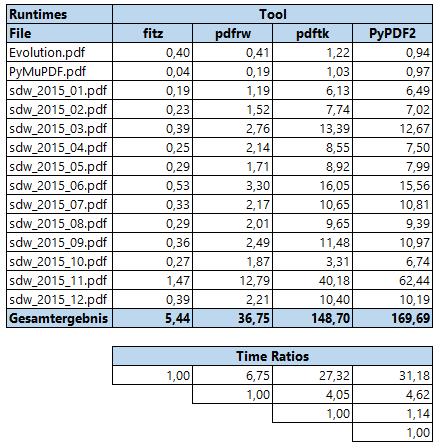 Runtimes Tool
File fitz pdfrw pdftk PyPDF2
Evolution.pdf 0,40 0,41 1,22 0,94
PyMuPDF.pdf 0,04 0,19 1,03 0,97
sdw_2015_01.pdf 0,19 1,19 6,13 6,49
sdw_2015_02.pdf 0,23 1,52 7,74 7,02
sdw_2015_03.pdf 0,39 2,76 13,39 12,67
sdw_2015_04.pdf 0,25 2,14 8,55 7,50
sdw_2015_05.pdf 0,29 1,71 8,92 7,99
sdw_2015_06.pdf 0,53 3,30 16,05 15,56
sdw_2015_07.pdf 0,33 2,17 10,65 10,81
sdw_2015_08.pdf 0,29 2,01 9,65 9,39
sdw_2015_09.pdf 0,36 2,49 11,48 10,97
sdw_2015_10.pdf 0,27 1,87 3,31 6,74
sdw_2015_11.pdf 1,47 12,79 40,18 62,44
sdw_2015_12.pdf 0,39 2,21 10,40 10,19
Gesamtergebnis 5,44 36,75 148,70 169,69
Time Ratios
1,00 6,75 27,32 31,18
1,00 4,05 4,62
1,00 1,14
1,00